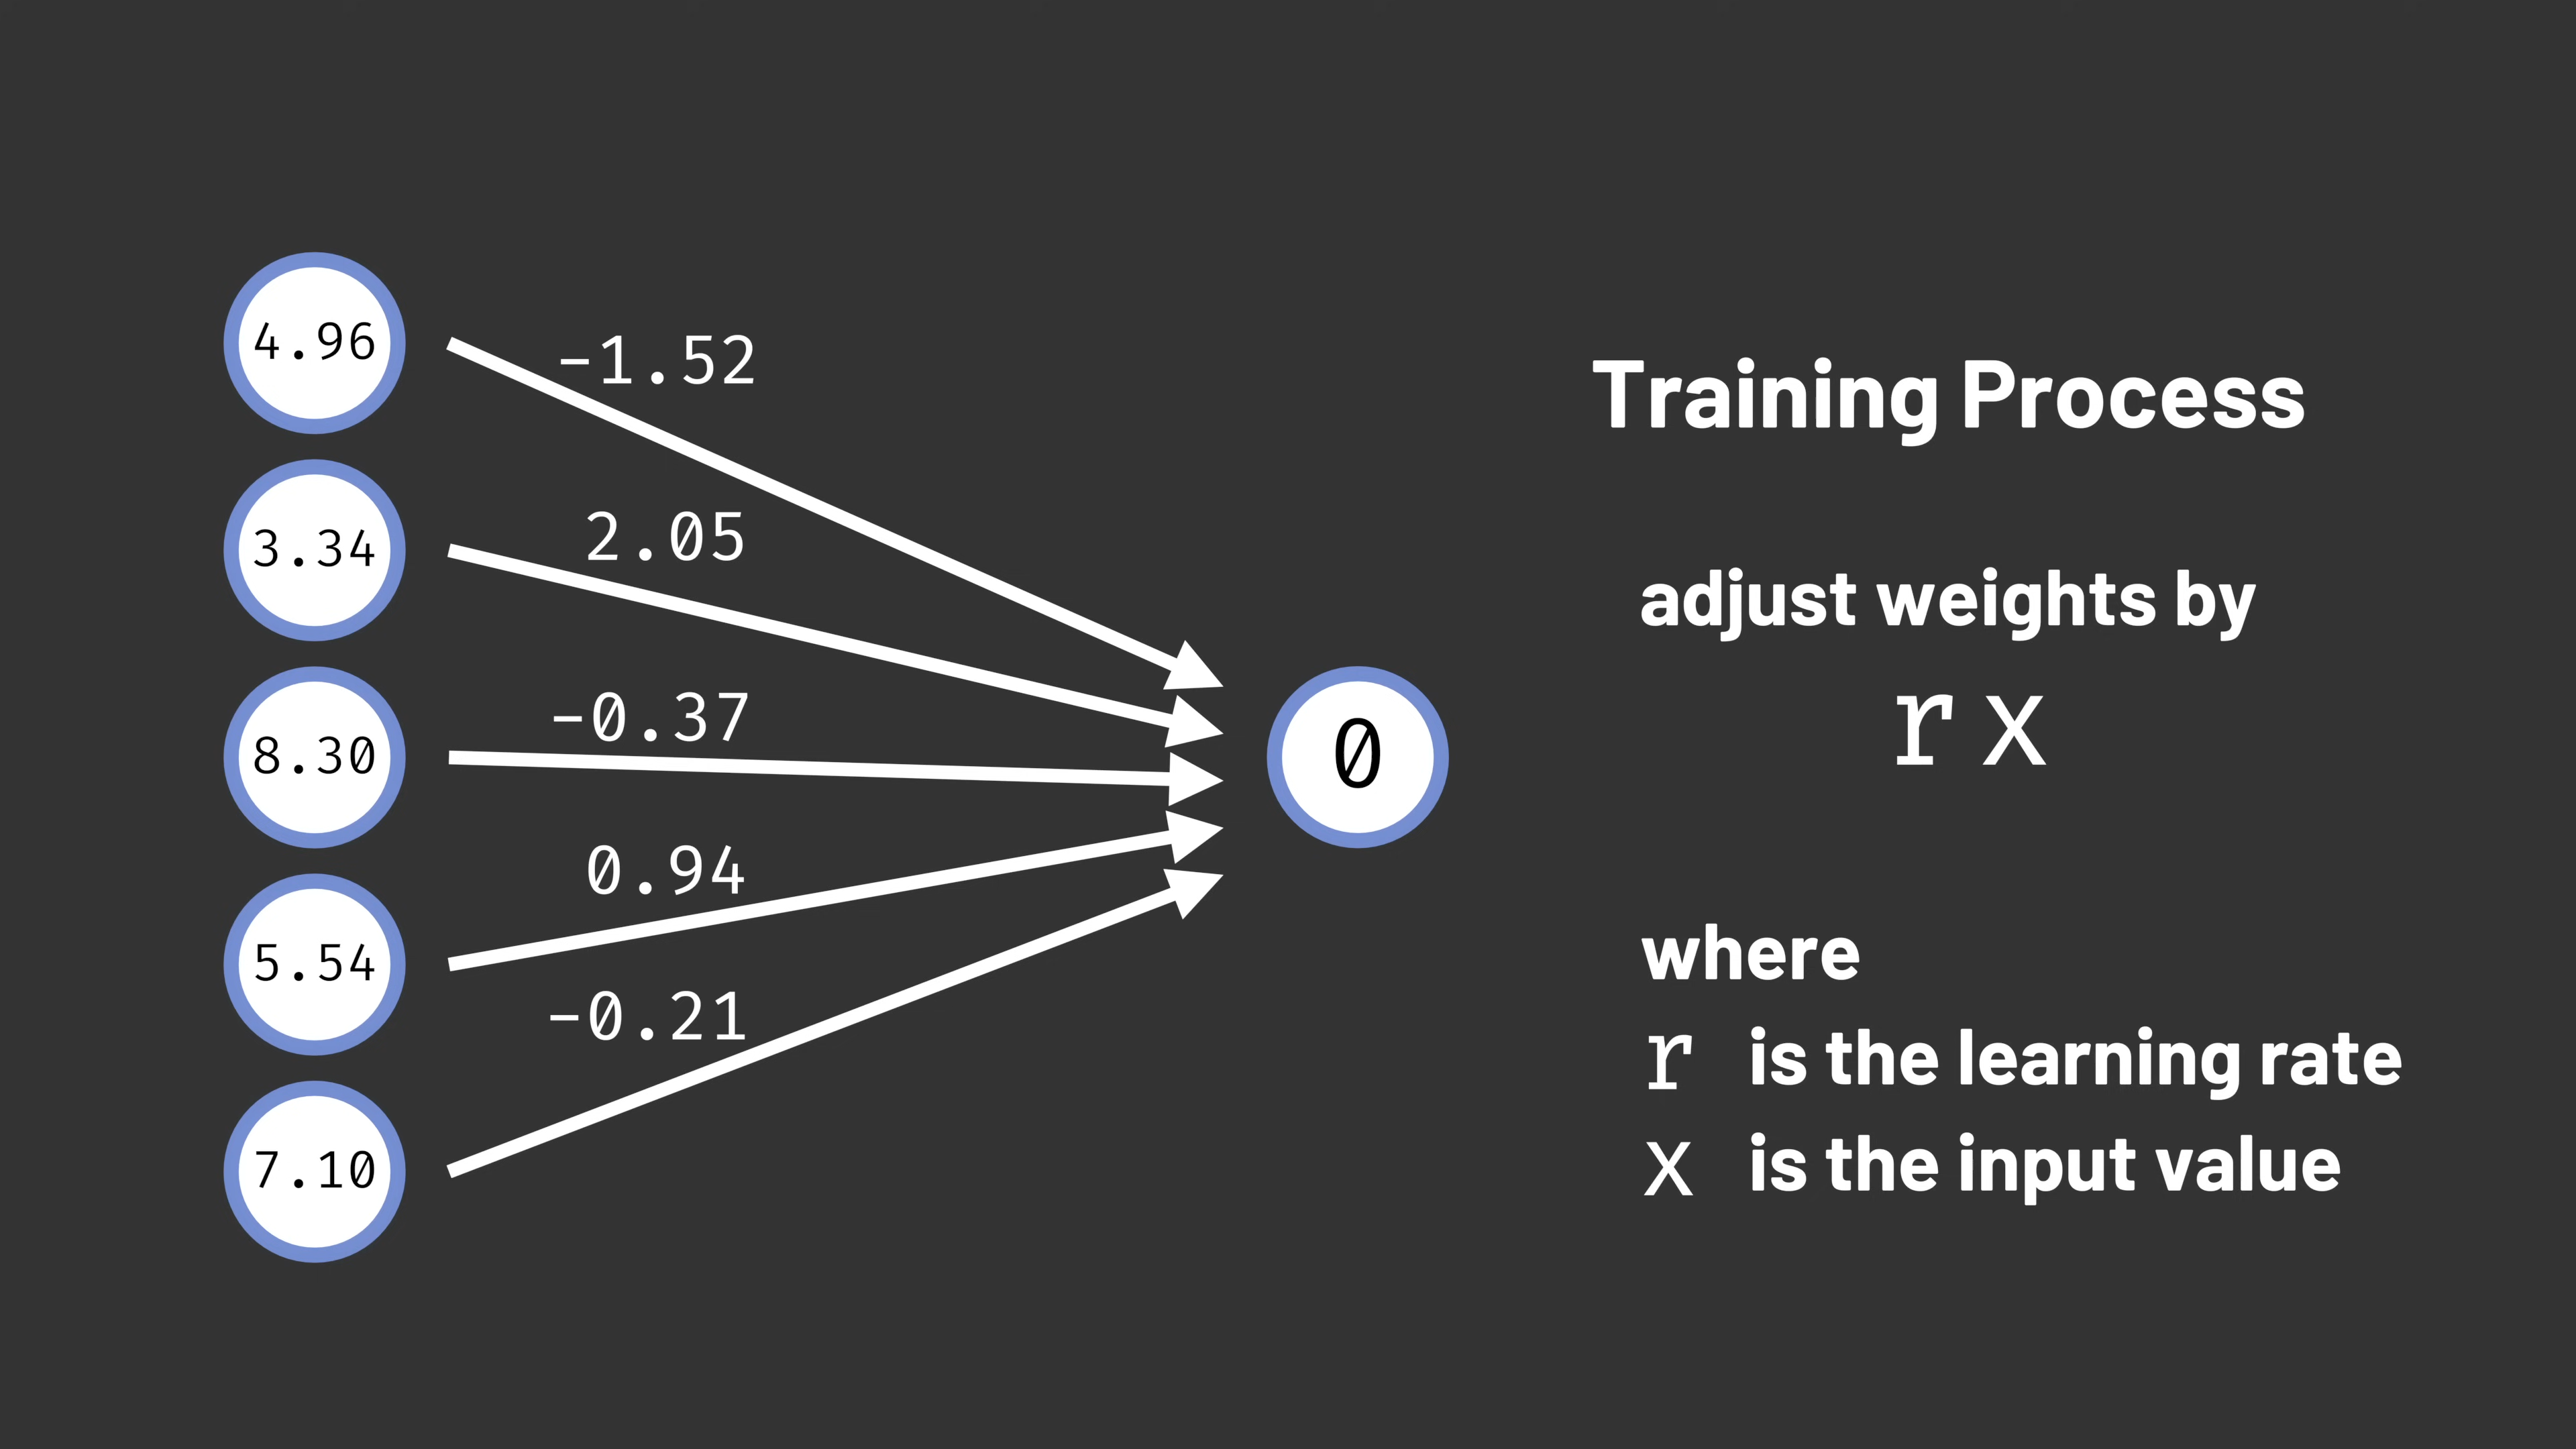 4.96
3.34
8.30
5.54
7.10
-1.52
2.05
-0.37
0.94
-0.21
0
Training Process
adjust weights by
r x
where
r is the learning rate
x is the input value